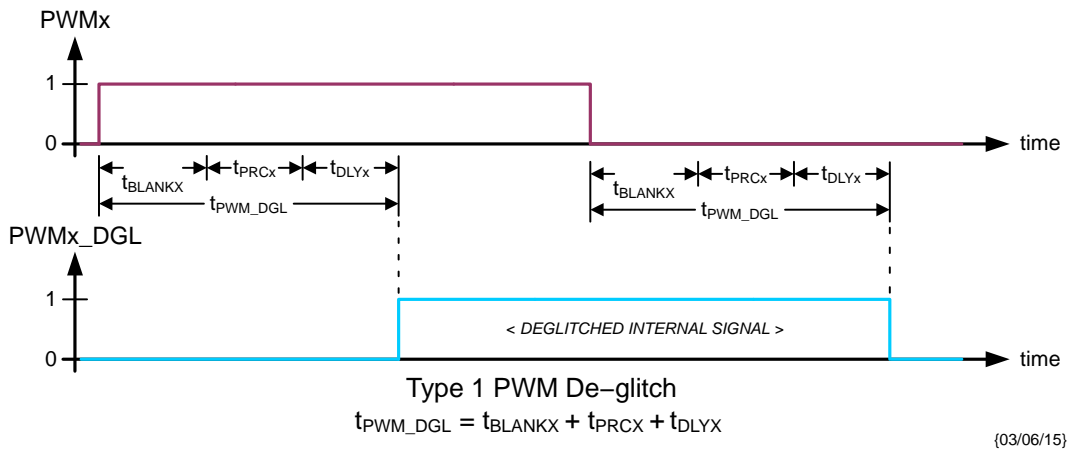 PWMx
1
0
time
tBLANKX
tPRCx
tDLYx
tPWM_DGL
tBLANKX
tPRCx
tDLYx
tPWM_DGL
PWMx_DGL
1
< DEGLITCHED INTERNAL SIGNAL >
0
time
Type 1 PWM De–glitch
tPWM_DGL = tBLANKX + tPRCX + tDLYX
{03/06/15}